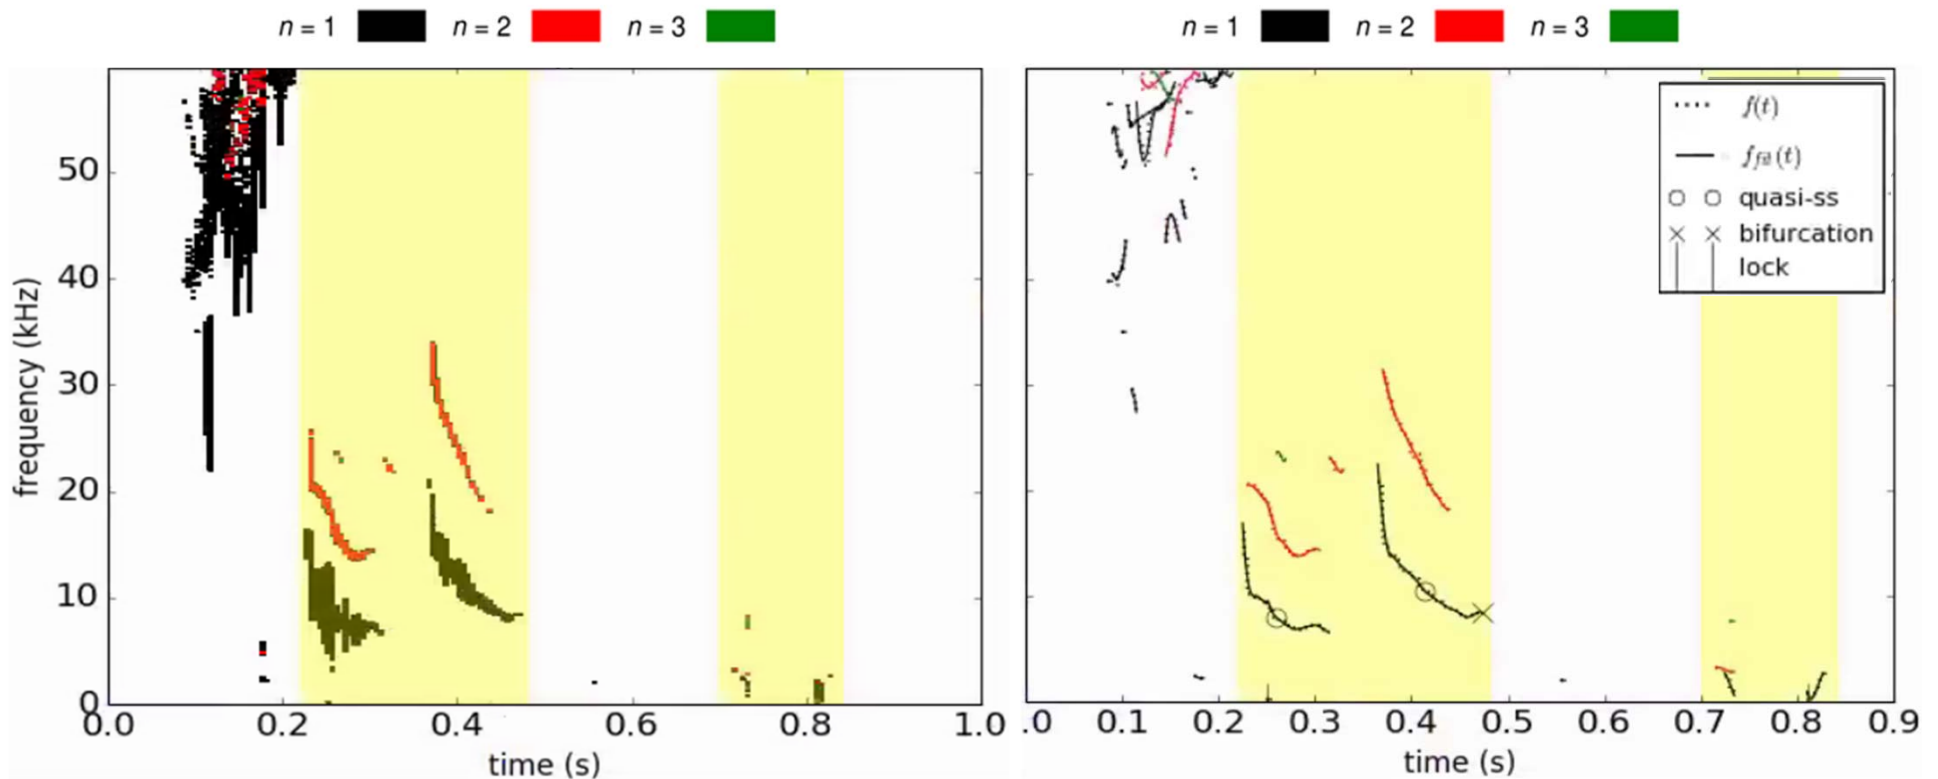 n = 1 n = 2 n = 3
n = 1 n = 2 n = 3
frequency (kHz)
50
40
30
20
10
0
0.0 0.2 0.4 0.6 0.8 1.0
time (s)
f(t)
f_fit(t)
quasi-ss
bifurcation
lock
.0 0.1 0.2 0.3 0.4 0.5 0.6 0.7 0.8 0.9
time (s)